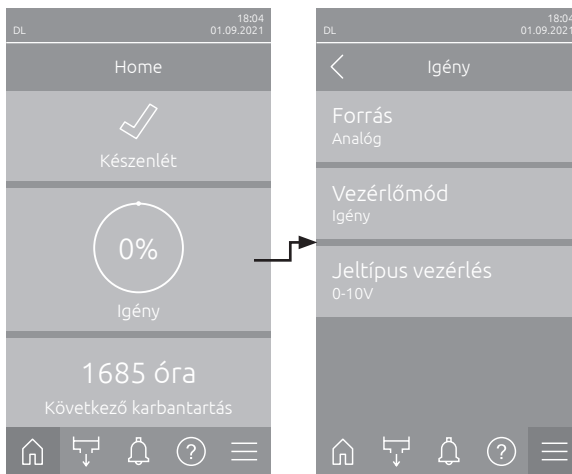 18:04
DL 01.09.2021
Home
Készenlét
0%
Igény
1685 óra
Következő karbantartás
?
18:04
DL 01.09.2021
Igény
Forrás
Analóg
Vezérlőmód
Igény
Jeltípus vezérlés
0-10V
?